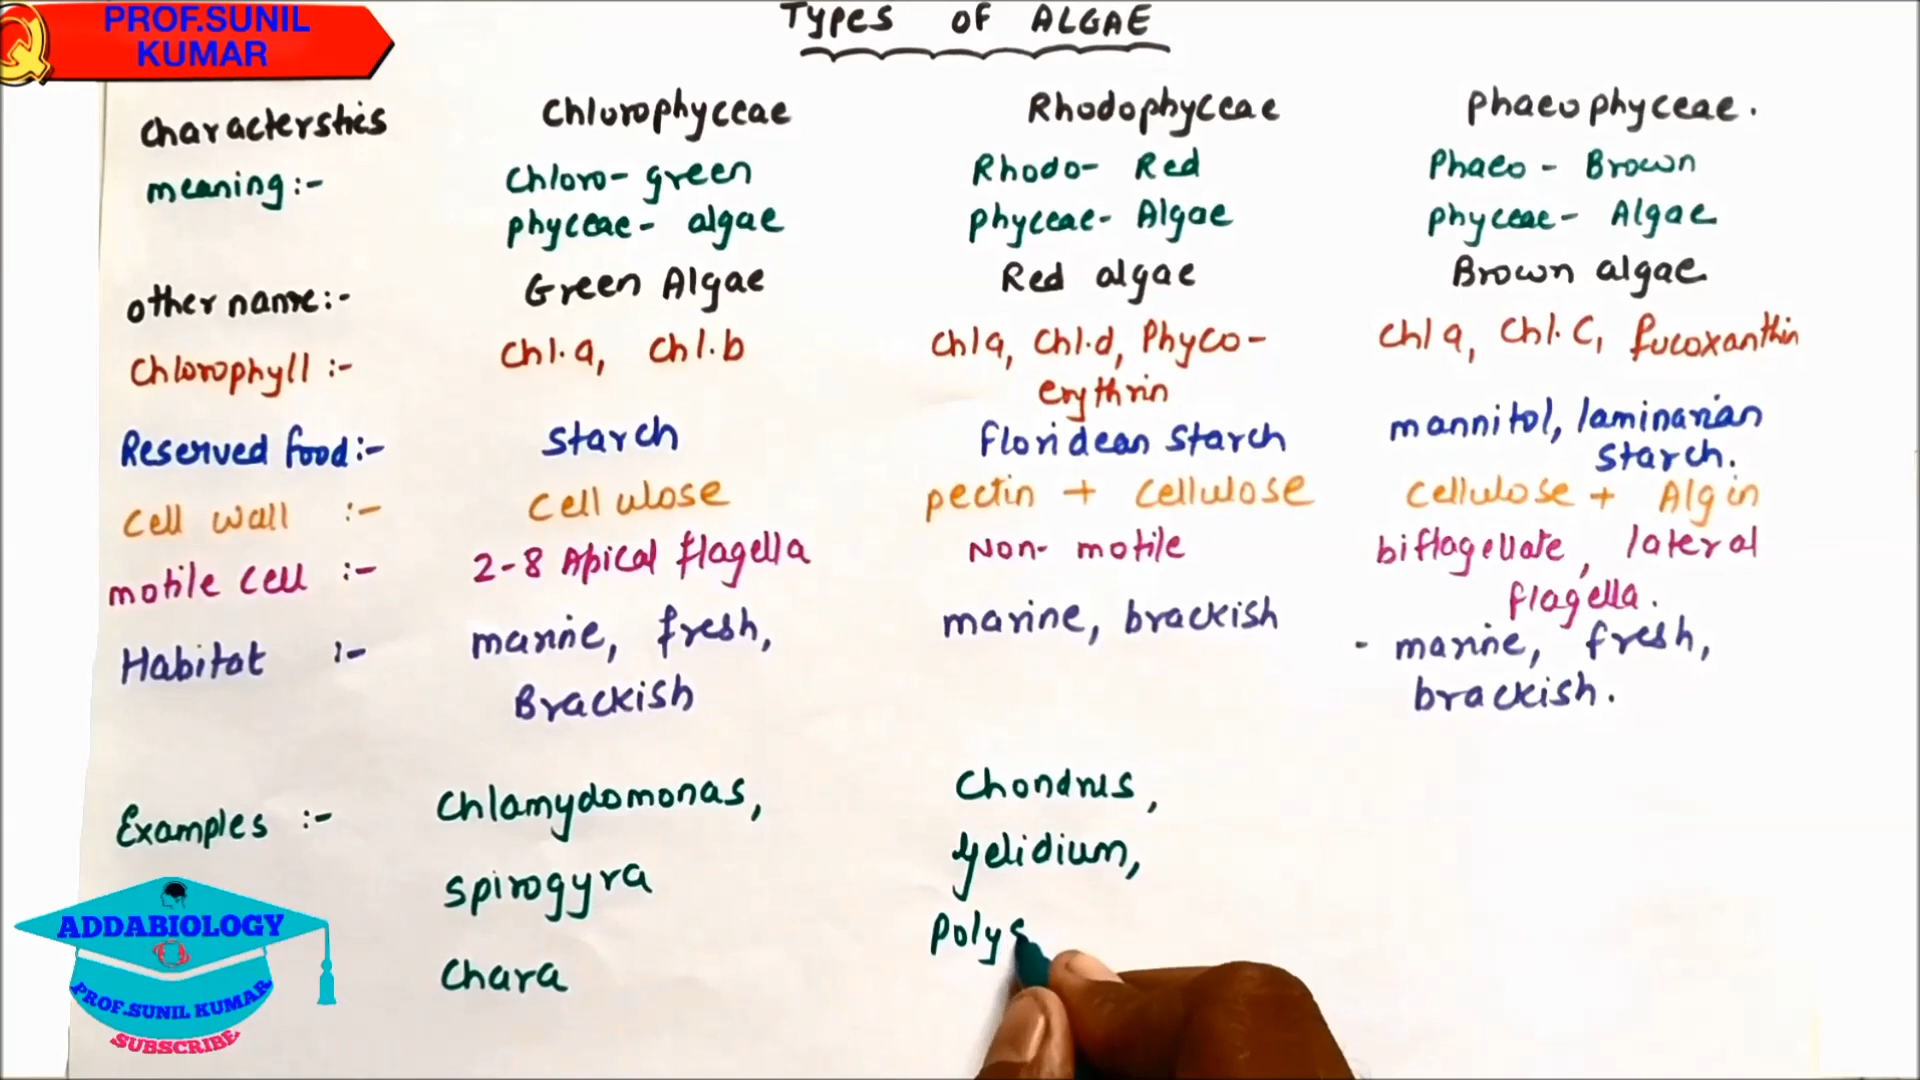 PROF.SUNIL
KUMAR
TYPES OF ALGAE
characterstics Chlorophyceae Rhodophyceae Phaeophyceae.
meaning:- Chloro- green Rhodo- Red Phaeo - Brown
phyceae- algae phyceae- Algae phyceae- Algae
other name:- Green Algae Red algae Brown algae
Chlorophyll :- Chl.a, Chl.b Chl a, Chl.d, Phyco- Chl a, Chl.C, fucoxanthin
erythrin
Reserved food:- Starch Floridean Starch mannitol, laminarian
Starch.
Cell wall :- Cellulose pectin + Cellulose Cellulose + Algin
motile cell :- 2-8 Apical flagella Non- motile biflagellate, lateral
flagella.
Habitat :- marine, fresh, marine, brackish - marine, fresh,
Brackish brackish.
Examples :- Chlamydomonas, Chondrus,
Spirogyra Gelidium,
Chara Polys
ADDABIOLOGY
PROF.SUNIL KUMAR
SUBSCRIBE